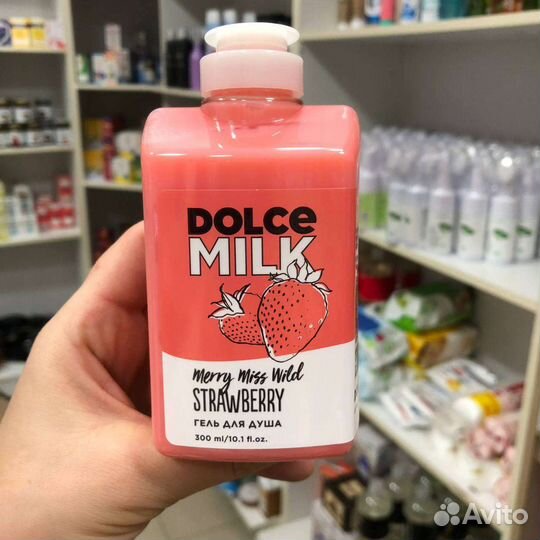 DOLCE
MILK
Merry Miss Wild
STRAWBERRY
ГЕЛЬ ДЛЯ ДУША
300 ml/10.1 fl.oz.
Avito